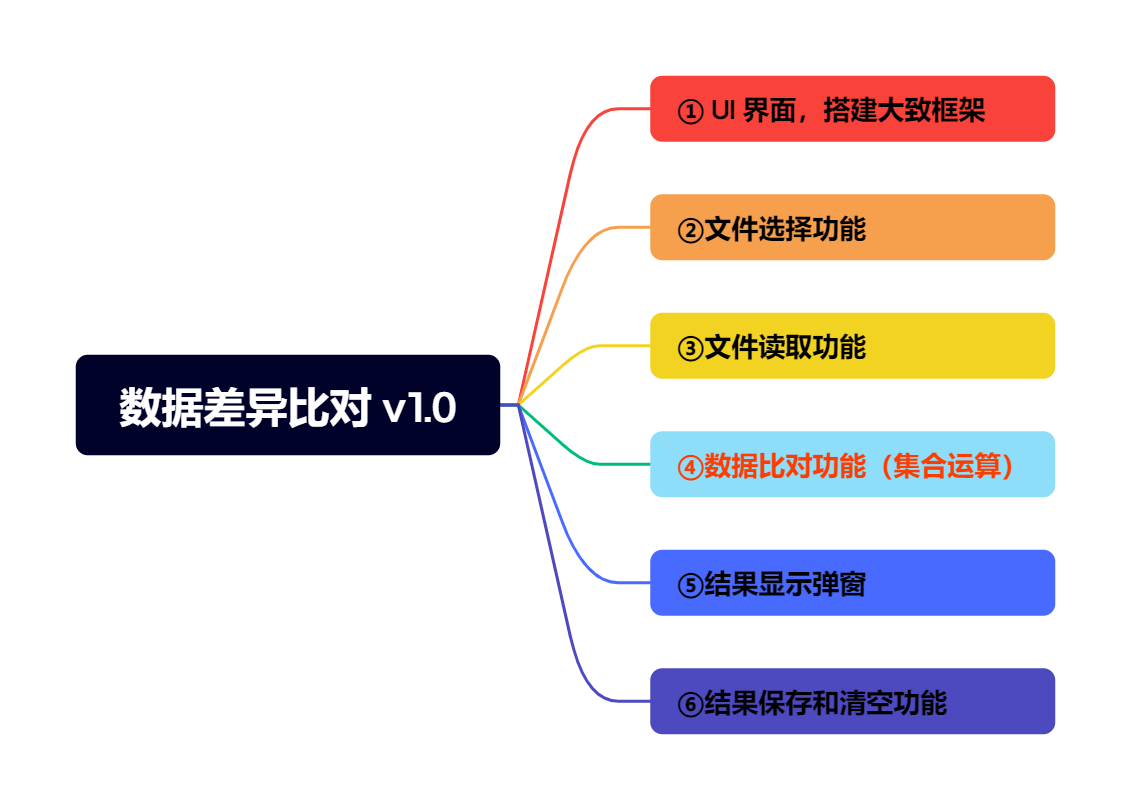 ① UI 界面，搭建大致框架
②文件选择功能
③文件读取功能
数据差异比对 v1.0
④数据比对功能（集合运算）
⑤结果显示弹窗
⑥结果保存和清空功能